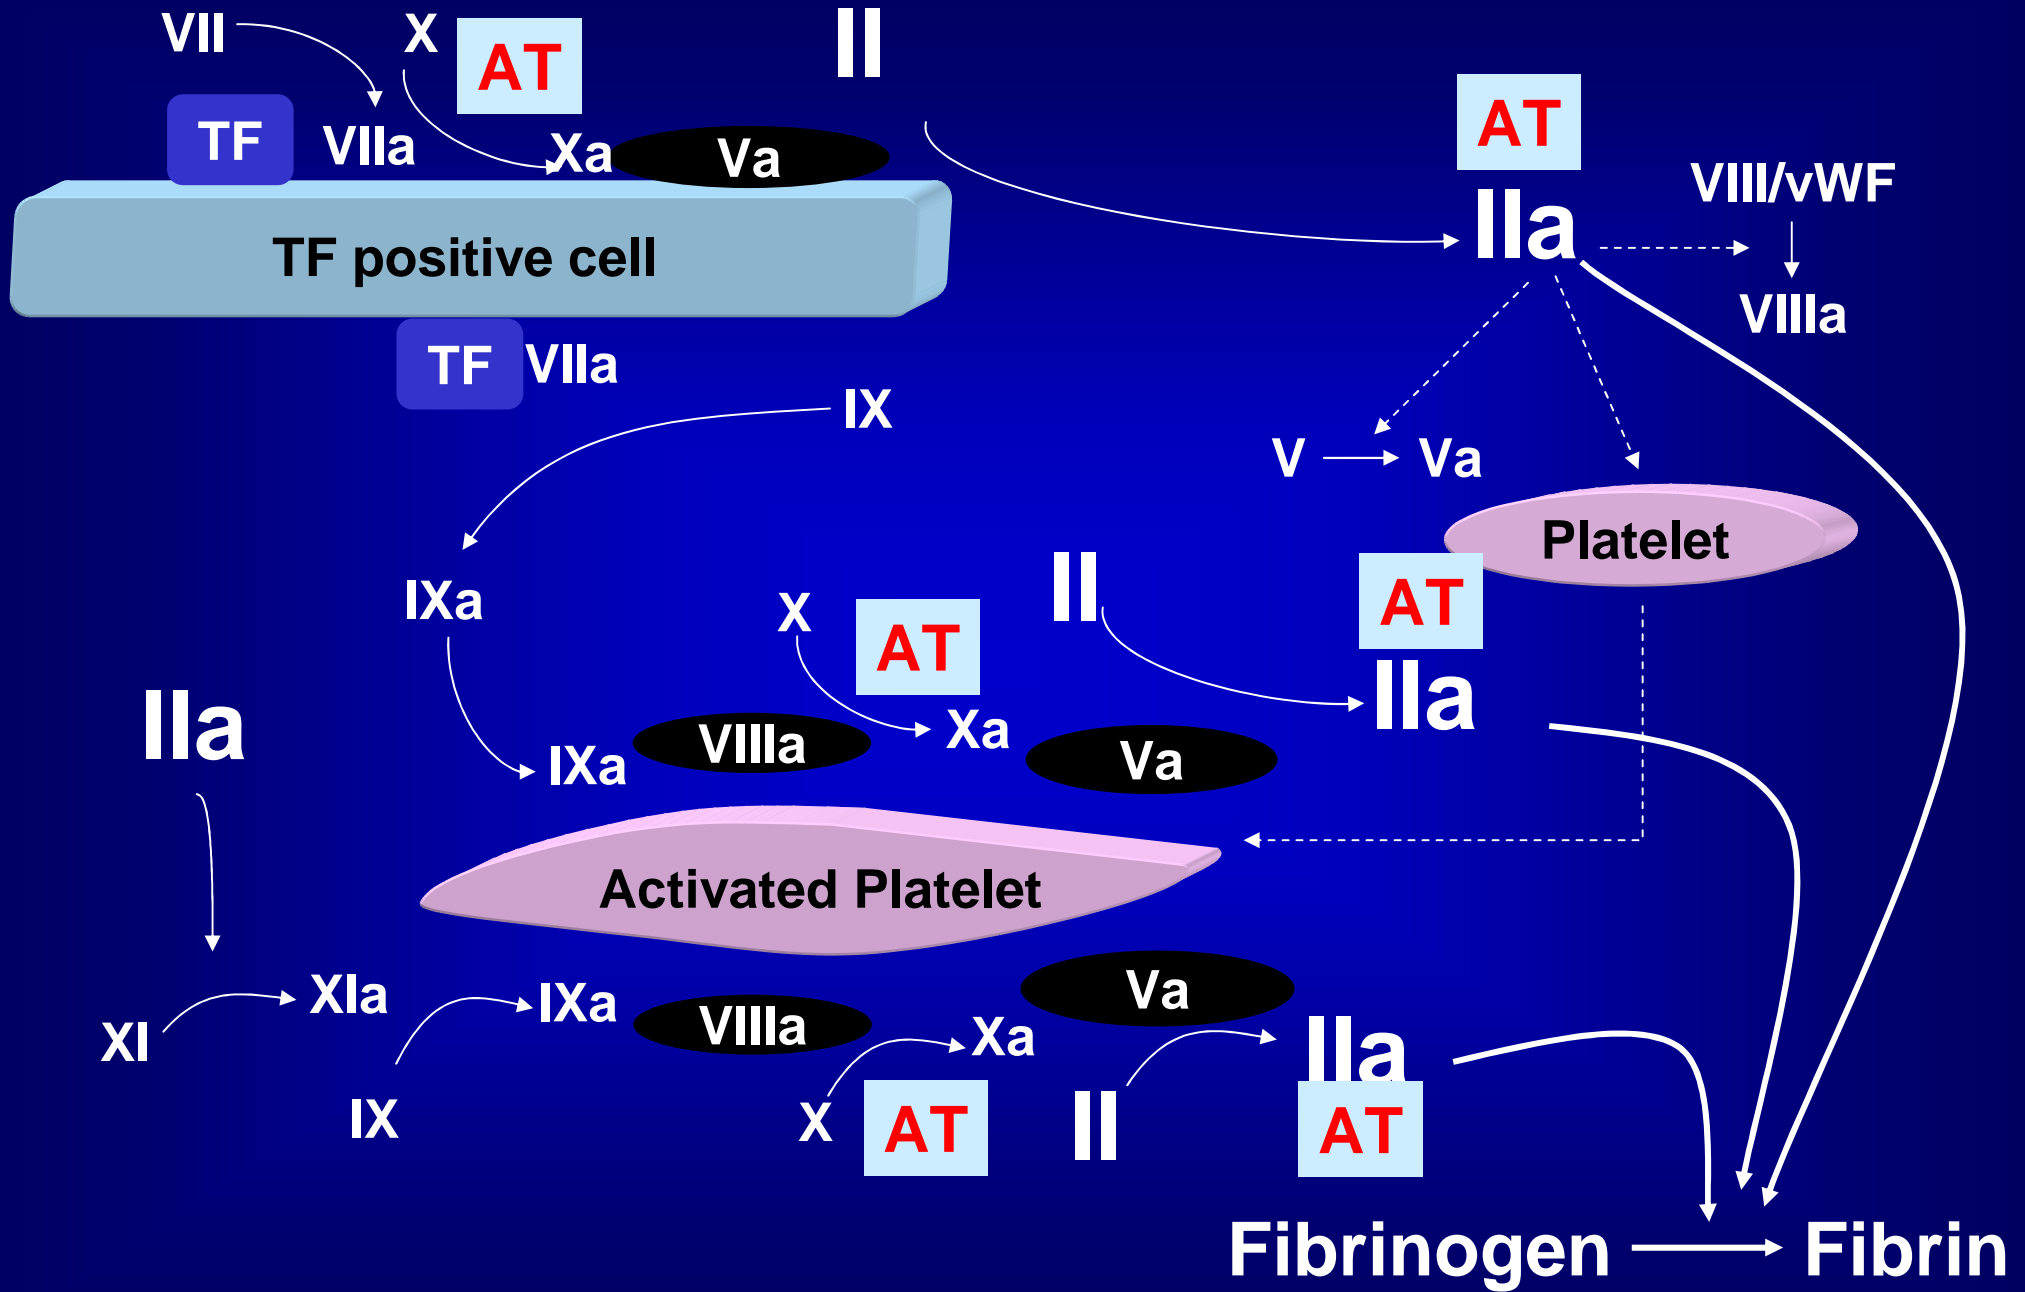 VII
X
AT
II
TF
VIIa
Xa
Va
AT
VIII/vWF
IIa
TF positive cell
VIIIa
TF
VIIa
IX
V
Va
Platelet
IXa
X
AT
II
AT
IIa
IIa
IXa
VIIIa
Xa
Va
Activated Platelet
XIa
IXa
VIIIa
Xa
Va
IIa
XI
IX
X
AT
II
AT
Fibrinogen
Fibrin